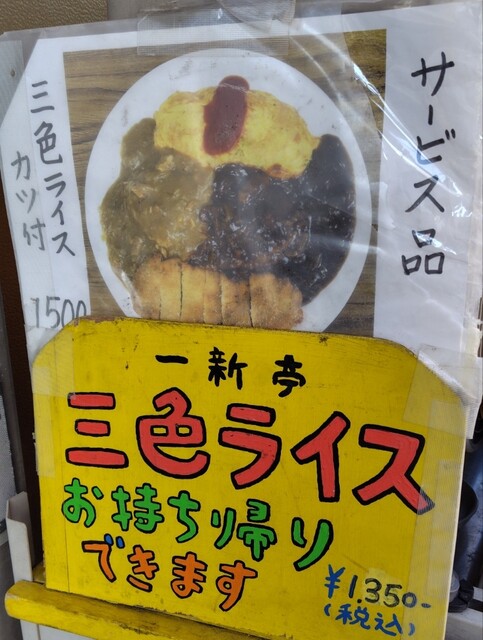 サービス品
三色ライス
カツ付
1500
一新亭
三色ライス
お持ち帰り
できます
¥1.350-
(税込)